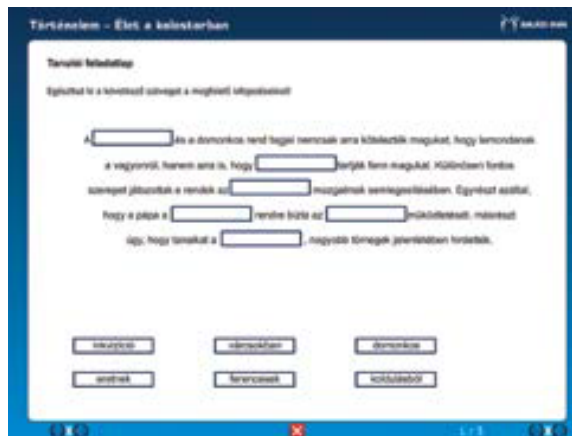 Történelem – Élet a kolostorban
Tanulói feladatlap
Egészítsd ki a következő szöveget a megfelelő kifejezésekkel!
A és a domonkos rend tagjai nemcsak arra kötelezték magukat, hogy lemondanak
a vagyonról, hanem arra is, hogy tartják fenn magukat. Különösen fontos
szerepet játszottak a rendek az mozgalmak semlegesítésében. Egyrészt azáltal,
hogy a pápa a rendre bízta az működtetését, másrészt
úgy, hogy tanaikat a , nagyobb tömegek jelenlétében hirdették.
inkvizíció városokban domonkos
eretnek ferencesek koldulásból
1 / 5